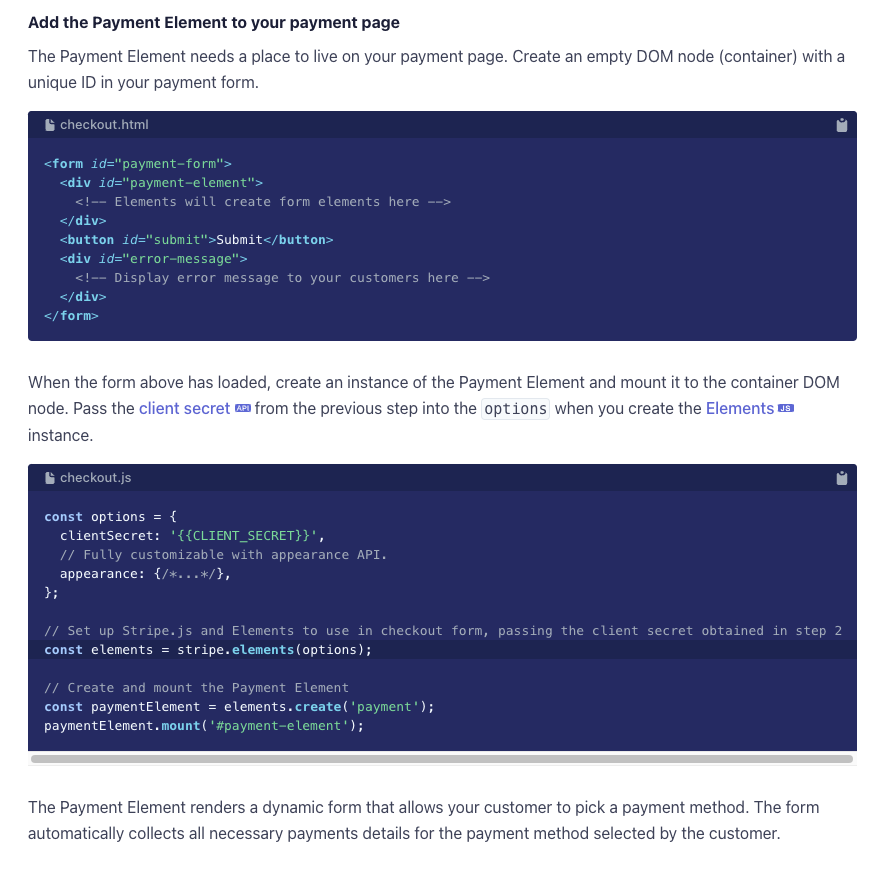 Add the Payment Element to your payment page
The Payment Element needs a place to live on your payment page. Create an empty DOM node (container) with a
unique ID in your payment form.
checkout.html
<form id="payment-form">
  <div id="payment-element">
    <!-- Elements will create form elements here -->
  </div>
  <button id="submit">Submit</button>
  <div id="error-message">
    <!-- Display error message to your customers here -->
  </div>
</form>
When the form above has loaded, create an instance of the Payment Element and mount it to the container DOM
node. Pass the client secret API from the previous step into the options when you create the Elements JS
instance.
checkout.js
const options = {
  clientSecret: '{{CLIENT_SECRET}}',
  // Fully customizable with appearance API.
  appearance: {/*...*/},
};
// Set up Stripe.js and Elements to use in checkout form, passing the client secret obtained in step 2
const elements = stripe.elements(options);
// Create and mount the Payment Element
const paymentElement = elements.create('payment');
paymentElement.mount('#payment-element');
The Payment Element renders a dynamic form that allows your customer to pick a payment method. The form
automatically collects all necessary payments details for the payment method selected by the customer.